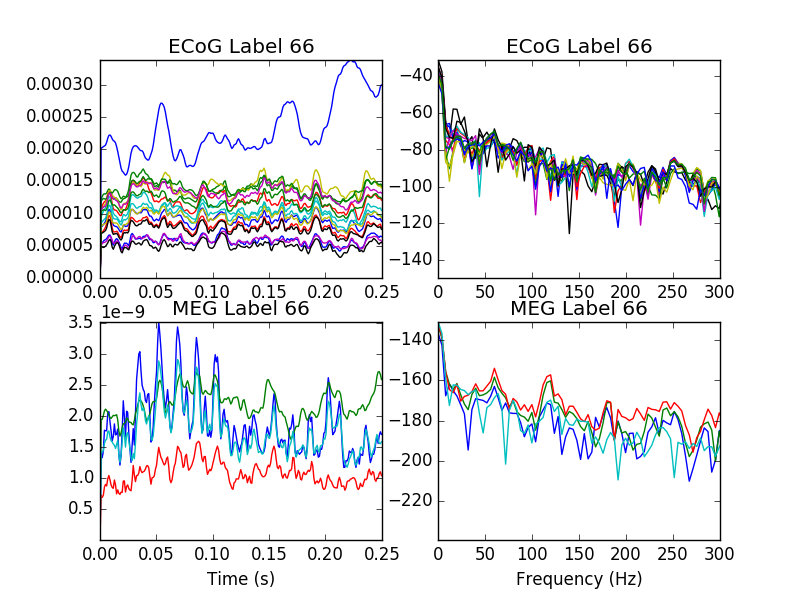 ECoG Label 66
0.00030
0.00025
0.00020
0.00015
0.00010
0.00005
0.00000
0.00 0.05 0.10 0.15 0.20 0.25
ECoG Label 66
−40
−60
−80
−100
−120
−140
0 50 100 150 200 250 300
MEG Label 66
1e−9
3.5
3.0
2.5
2.0
1.5
1.0
0.5
0.00 0.05 0.10 0.15 0.20 0.25
Time (s)
MEG Label 66
−140
−160
−180
−200
−220
0 50 100 150 200 250 300
Frequency (Hz)